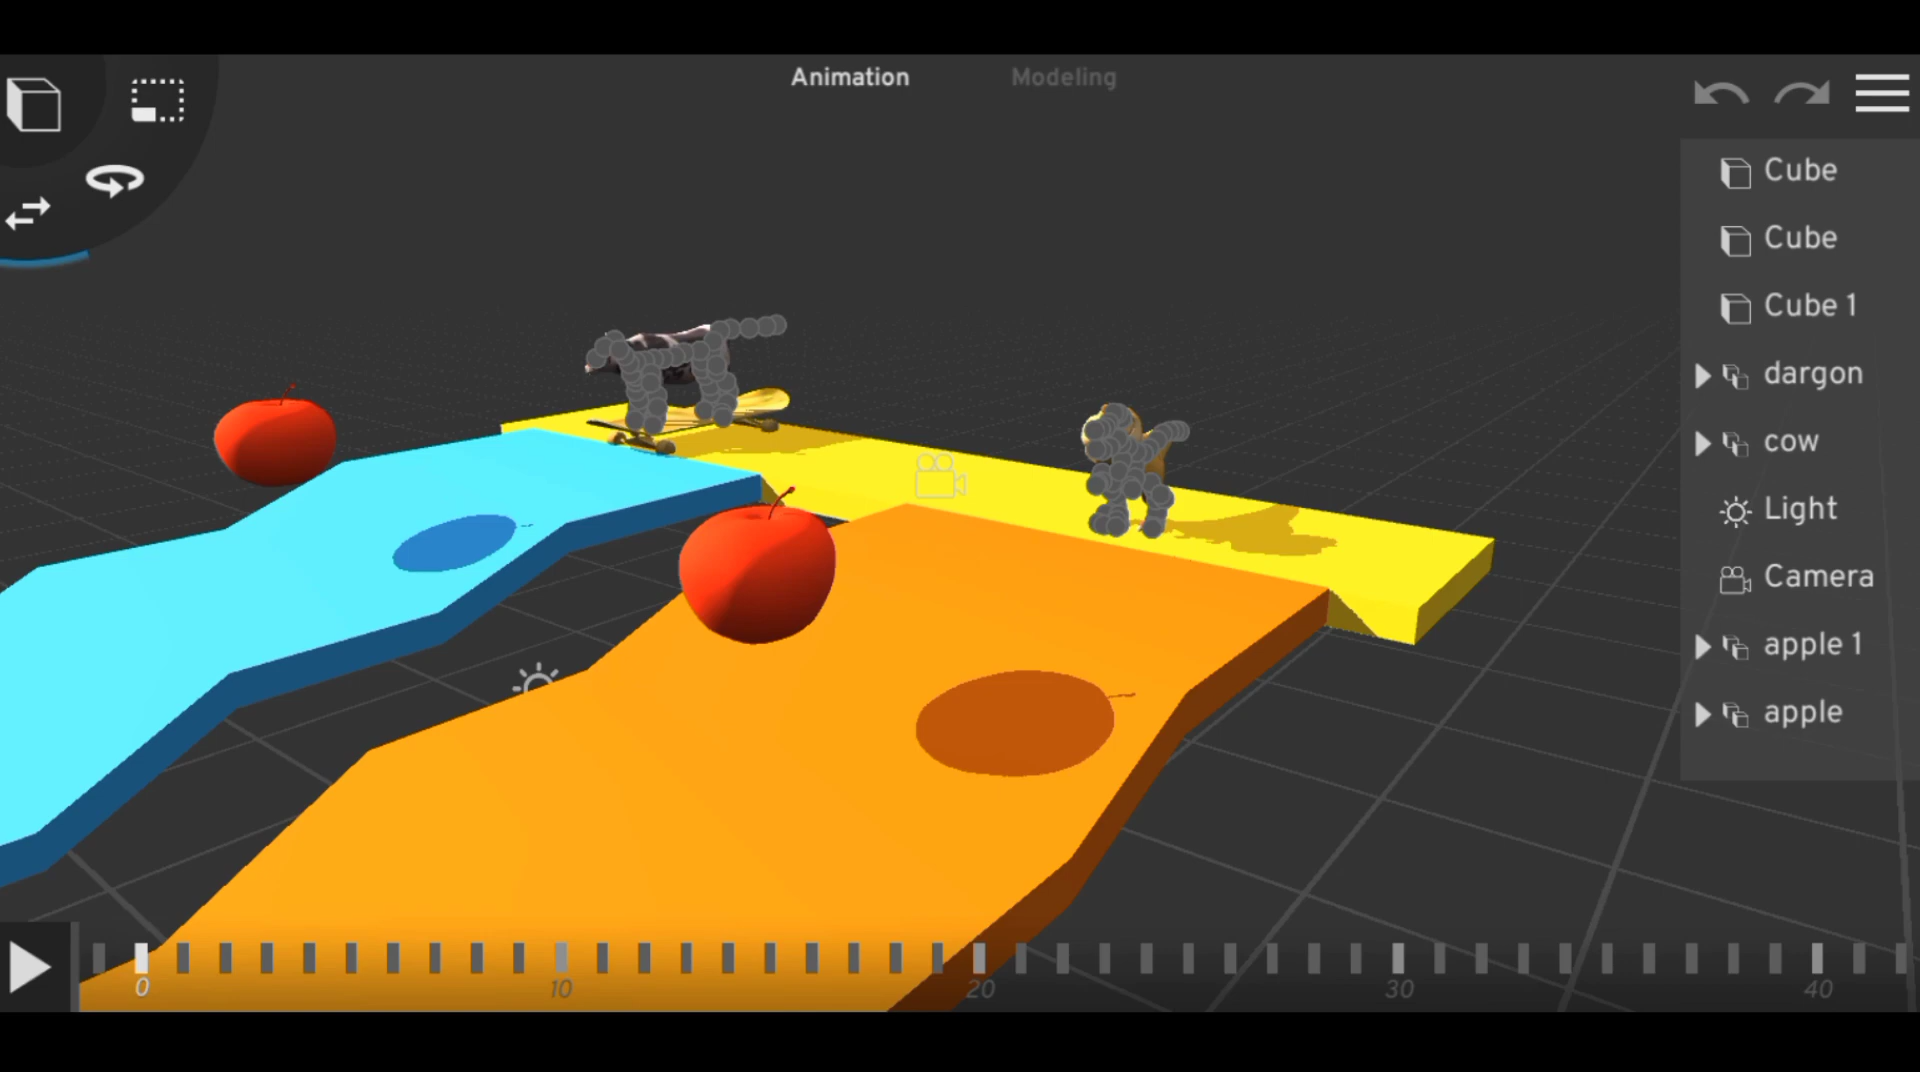 Animation Modeling
Cube
Cube
Cube 1
dargon
cow
Light
Camera
apple 1
apple
0 10 20 30 40